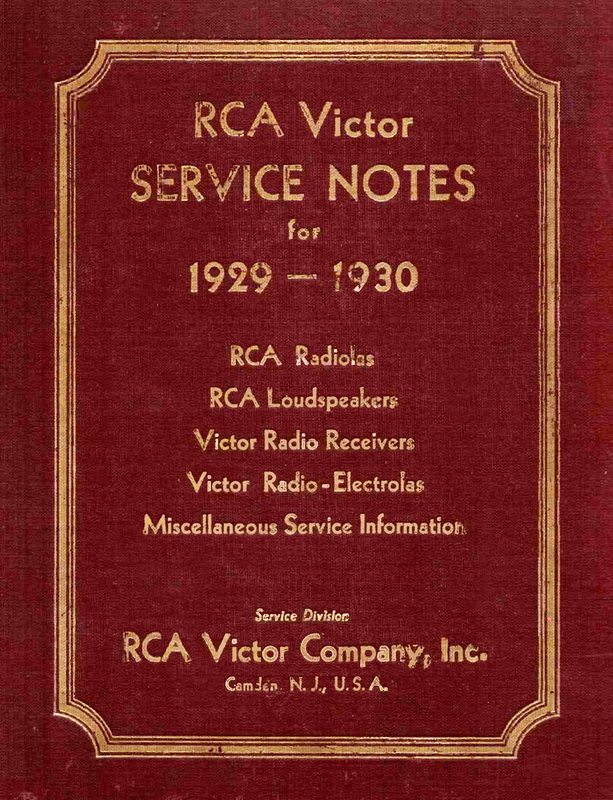 RCA Victor
SERVICE NOTES
for
1929 — 1930
RCA Radiolas
RCA Loudspeakers
Victor Radio Receivers
Victor Radio-Electrolas
Miscellaneous Service Information
Service Division
RCA Victor Company, Inc.
Camden N. J., U. S. A.